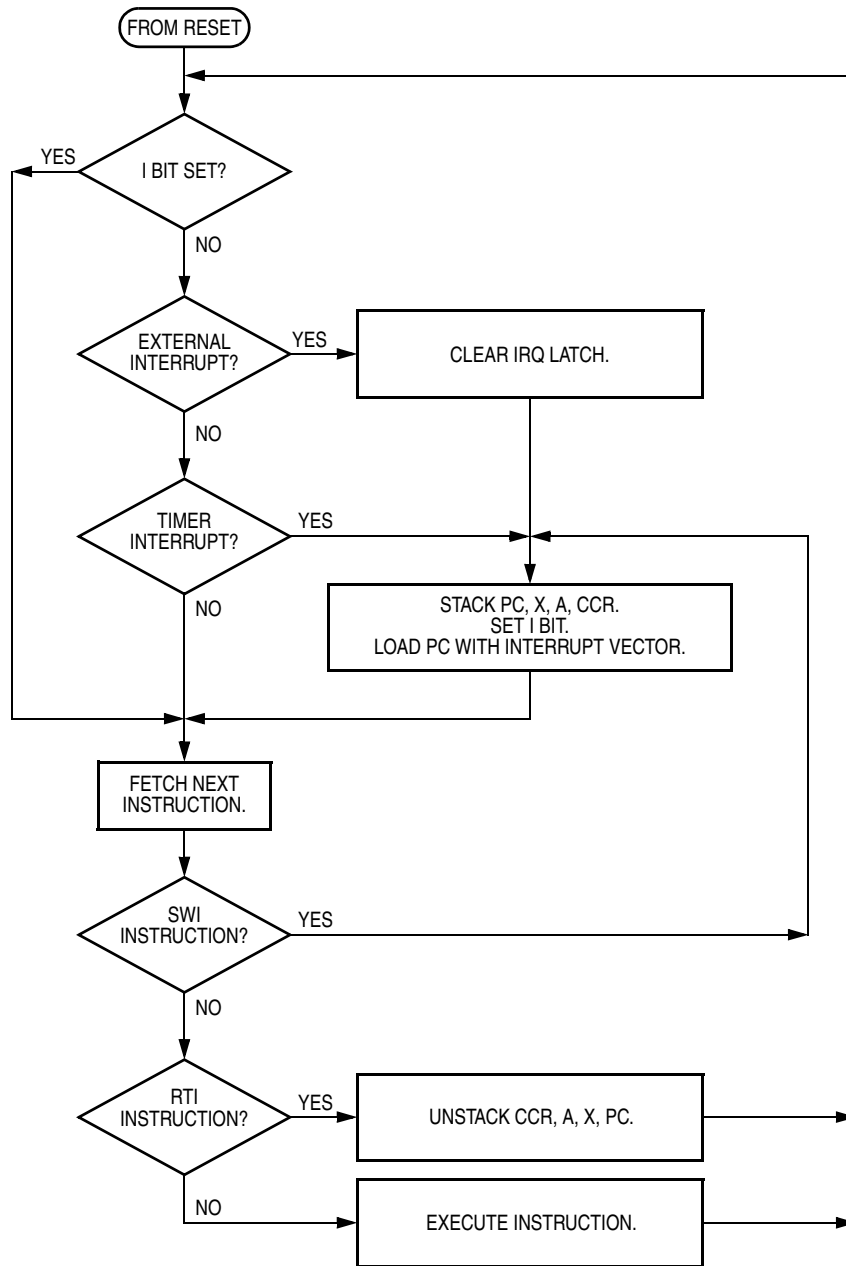 FROM RESET
I BIT SET?
YES
NO
EXTERNAL
INTERRUPT?
YES
CLEAR IRQ LATCH.
NO
TIMER
INTERRUPT?
YES
NO
STACK PC, X, A, CCR.
SET I BIT.
LOAD PC WITH INTERRUPT VECTOR.
FETCH NEXT
INSTRUCTION.
SWI
INSTRUCTION?
YES
NO
RTI
INSTRUCTION?
YES
UNSTACK CCR, A, X, PC.
NO
EXECUTE INSTRUCTION.